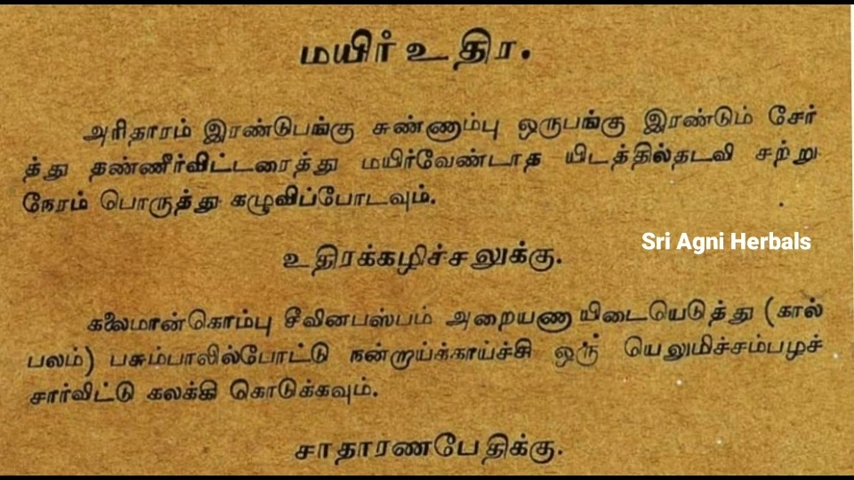 மயிர் உதிர.
அரிதாரம் இரண்டுபங்கு சுண்ணாம்பு ஒருபங்கு இரண்டும் சேர்
த்து தண்ணீர்விட்டரைத்து மயிர்வேண்டாத யிடத்தில்தடவி சற்று
நேரம் பொருத்து கழுவிப்போடவும்.
Sri Agni Herbals
உதிரக்கழிச்சலுக்கு.
கலைமான்கொம்பு சீவினபஸ்பம் அறையணா யிடையெடுத்து (கால்
பலம்) பசும்பாலில்போட்டு நன்றாய்க்காய்ச்சி ஒரு யெலுமிச்சம்பழச்
சார்விட்டு கலக்கி கொடுக்கவும்.
சாதாரணபேதிக்கு.